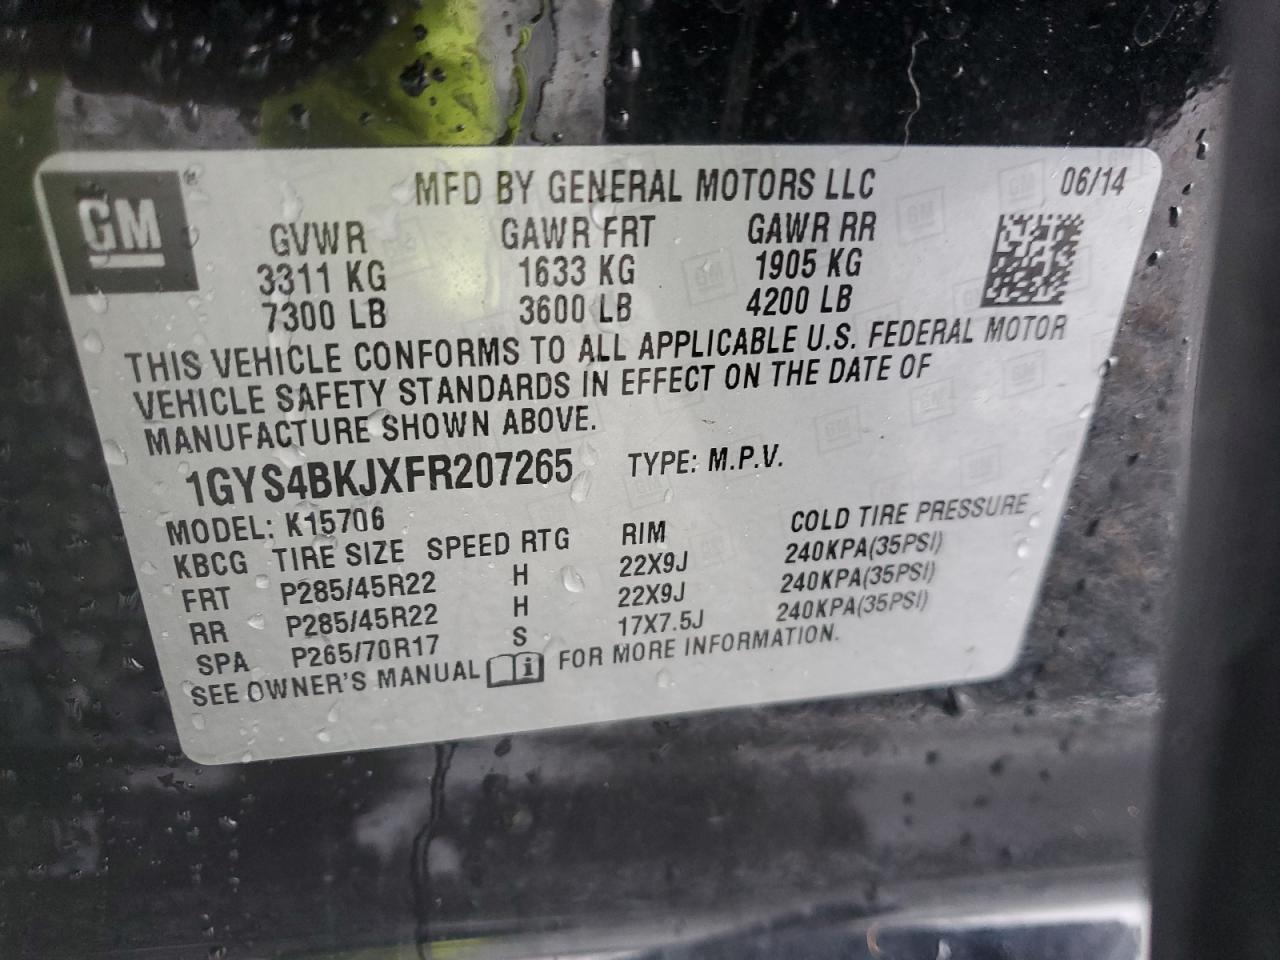 GM
MFD BY GENERAL MOTORS LLC 06/14
GVWR GAWR FRT GAWR RR
3311 KG 1633 KG 1905 KG
7300 LB 3600 LB 4200 LB
THIS VEHICLE CONFORMS TO ALL APPLICABLE U.S. FEDERAL MOTOR
VEHICLE SAFETY STANDARDS IN EFFECT ON THE DATE OF
MANUFACTURE SHOWN ABOVE.
1GYS4BKJXFR207265 TYPE: M.P.V.
MODEL: K15706
KBCG TIRE SIZE SPEED RTG RIM COLD TIRE PRESSURE
FRT P285/45R22 H 22X9J 240KPA(35PSI)
RR P285/45R22 H 22X9J 240KPA(35PSI)
SPA P265/70R17 S 17X7.5J 240KPA(35PSI)
SEE OWNER'S MANUAL i FOR MORE INFORMATION.